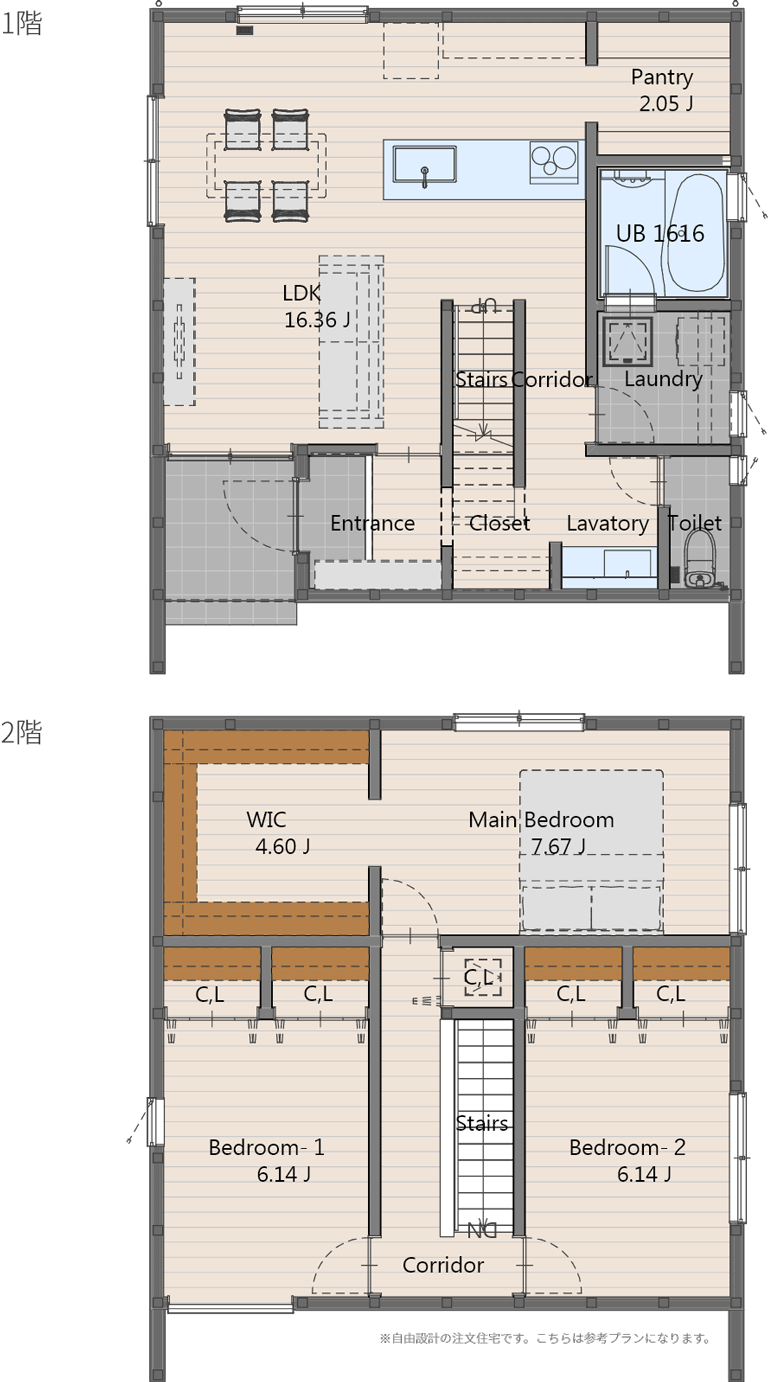 1階
Pantry
2.05 J
UB 1616
LDK
16.36 J
UP
Stairs
Corridor
Laundry
Entrance
Closet
Lavatory
Toilet
2階
WIC
4.60 J
Main Bedroom
7.67 J
C,L
C,L
C,L
C,L
C,L
Stairs
Bedroom- 1
6.14 J
Bedroom- 2
6.14 J
DN
Corridor
※自由設計の注文住宅です。こちらは参考プランになります。